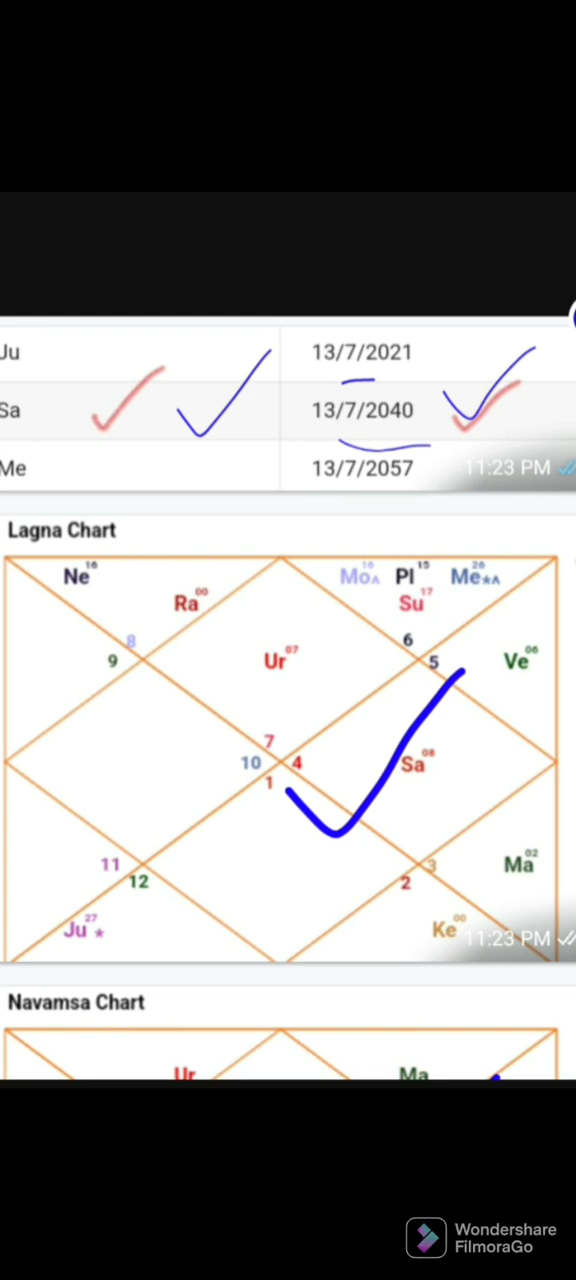 Ju 13/7/2021
Sa 13/7/2040
Me 13/7/2057 11:23 PM
Lagna Chart
Ne 16 Mo^ 16 Pl 15 Me*^ 26
Ra 00 Su 17
8 6
9 Ur 07 5 Ve 06
7
10 4 Sa 08
1
11 3 Ma 02
12 2
Ju 27 * Ke 00 11:23 PM
Navamsa Chart
Ur Ma
Wondershare
FilmoraGo